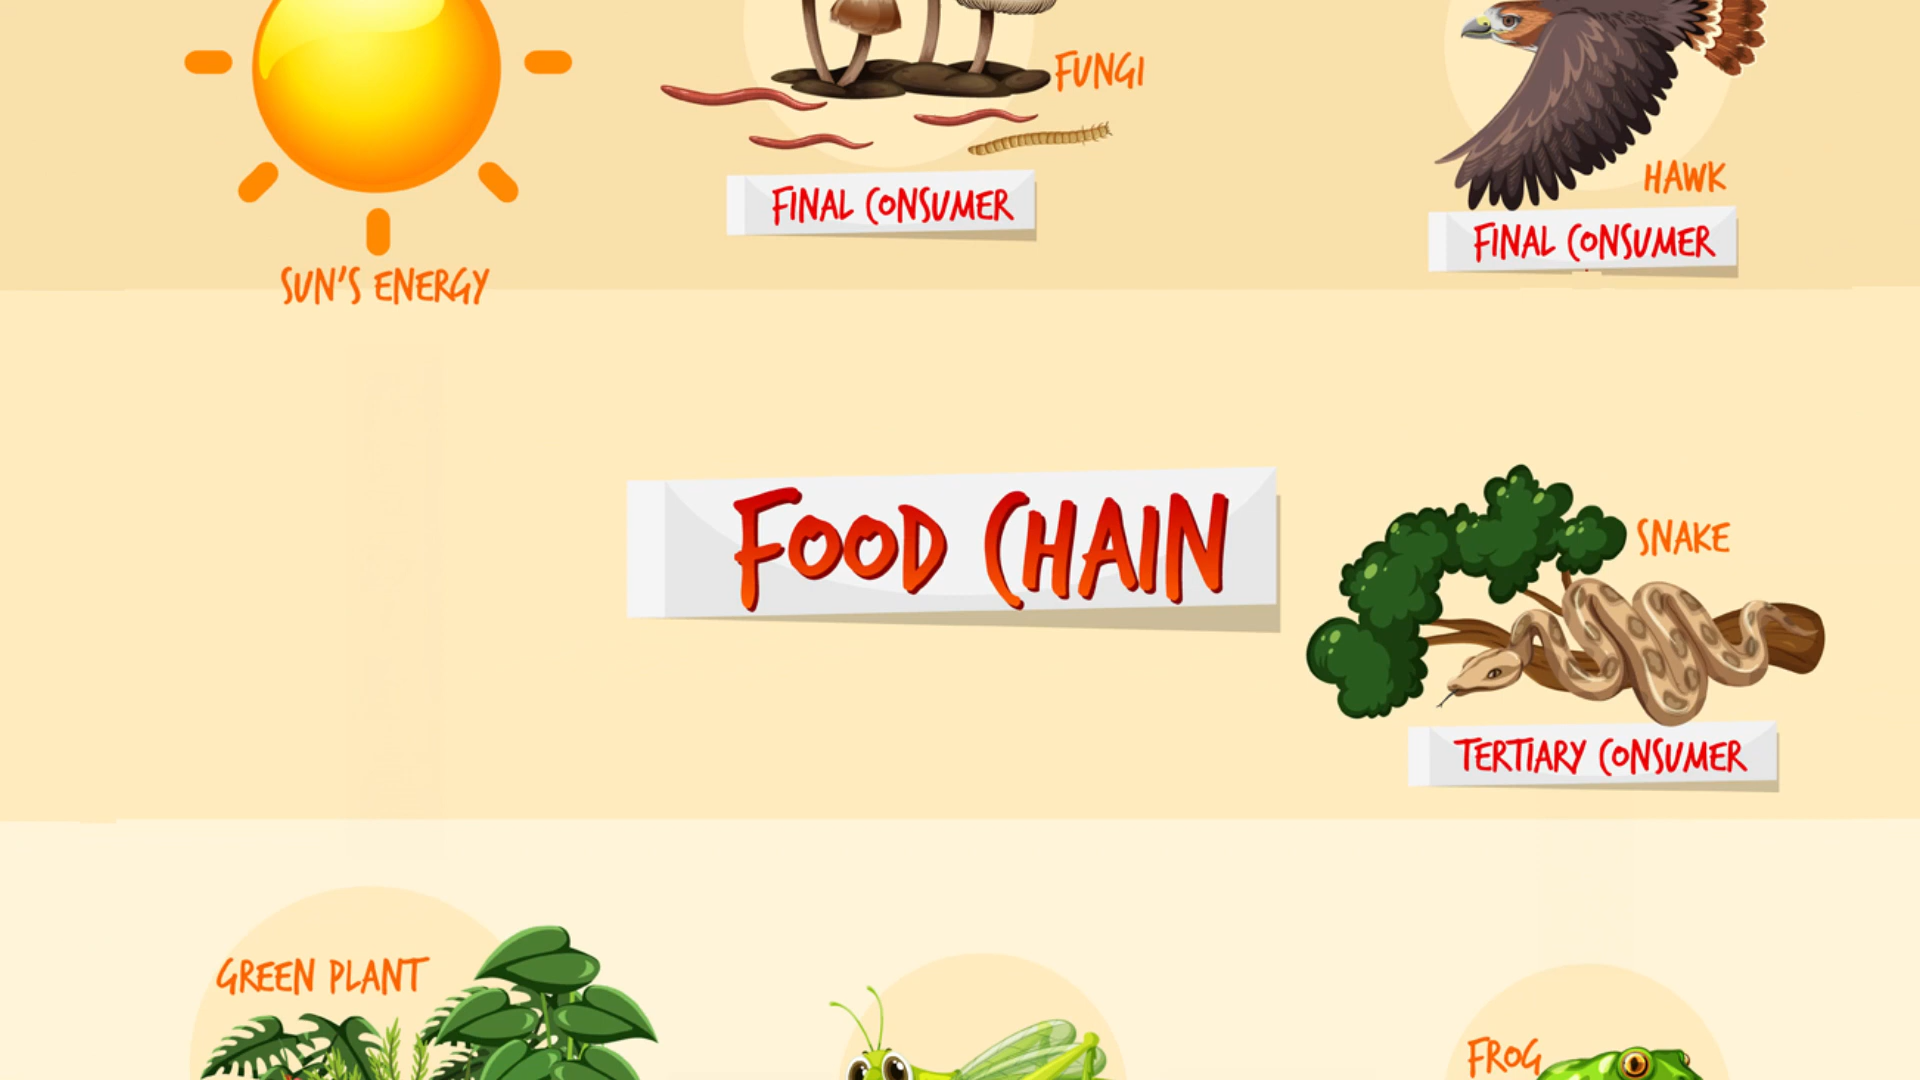 FUNGI
HAWK
FINAL CONSUMER
FINAL CONSUMER
SUN'S ENERGY
FOOD CHAIN
SNAKE
TERTIARY CONSUMER
GREEN PLANT
FROG